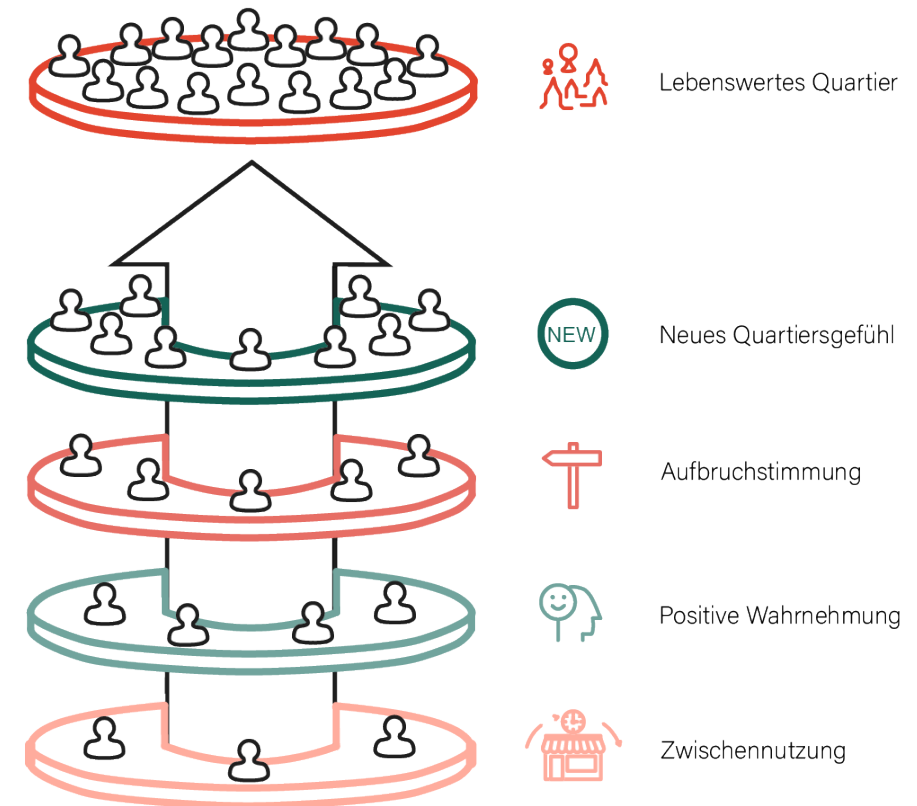 Lebenswertes Quartier
NEW
Neues Quartiersgefühl
Aufbruchstimmung
Positive Wahrnehmung
Zwischennutzung